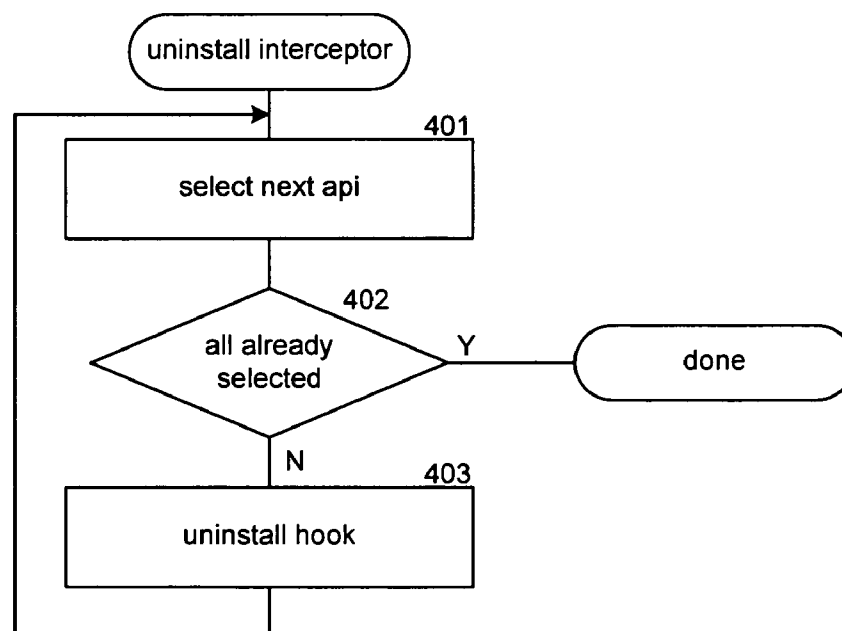 uninstall interceptor
401
select next api
402
all already
selected
Y
done
N
403
uninstall hook